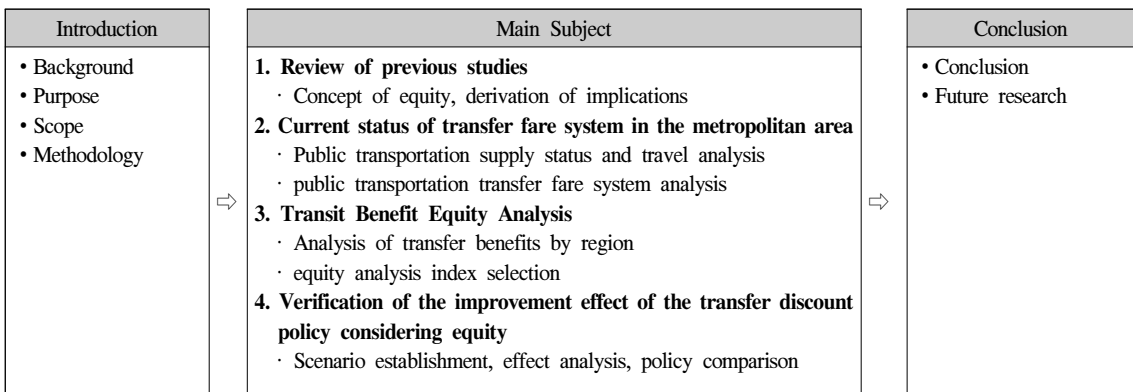 Introduction
• Background
• Purpose
• Scope
• Methodology
⇨
Main Subject
1. Review of previous studies
· Concept of equity, derivation of implications
2. Current status of transfer fare system in the metropolitan area
· Public transportation supply status and travel analysis
· public transportation transfer fare system analysis
3. Transit Benefit Equity Analysis
· Analysis of transfer benefits by region
· equity analysis index selection
4. Verification of the improvement effect of the transfer discount
policy considering equity
· Scenario establishment, effect analysis, policy comparison
⇨
Conclusion
• Conclusion
• Future research